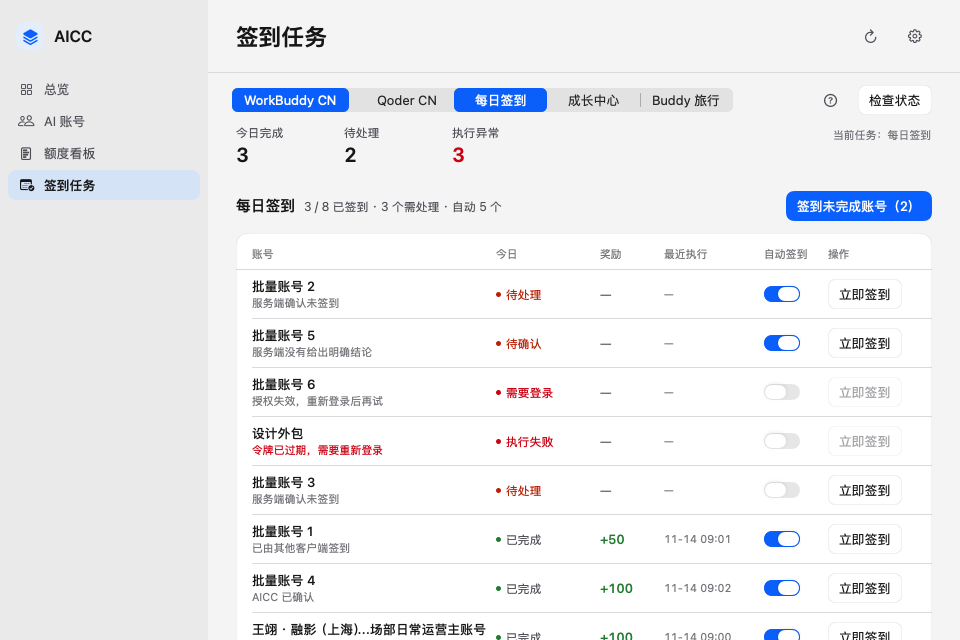 AICC
总览
AI 账号
额度看板
签到任务
签到任务
WorkBuddy CN
Qoder CN
每日签到
成长中心
Buddy 旅行
检查状态
今日完成
3
待处理
2
执行异常
3
当前任务：每日签到
每日签到 3 / 8 已签到 · 3 个需处理 · 自动 5 个
签到未完成账号（2）
账号 今日 奖励 最近执行 自动签到 操作
批量账号 2
服务端确认未签到
待处理 — — 立即签到
批量账号 5
服务端没有给出明确结论
待确认 — — 立即签到
批量账号 6
授权失效，重新登录后再试
需要登录 — — 立即签到
设计外包
令牌已过期，需要重新登录
执行失败 — — 立即签到
批量账号 3
服务端确认未签到
待处理 — — 立即签到
批量账号 1
已由其他客户端签到
已完成 +50 11-14 09:01 立即签到
批量账号 4
AICC 已确认
已完成 +100 11-14 09:02 立即签到
王翊 · 融影（上海）...场部日常运营主账号
已完成 +100 11-14 09:00 立即签到